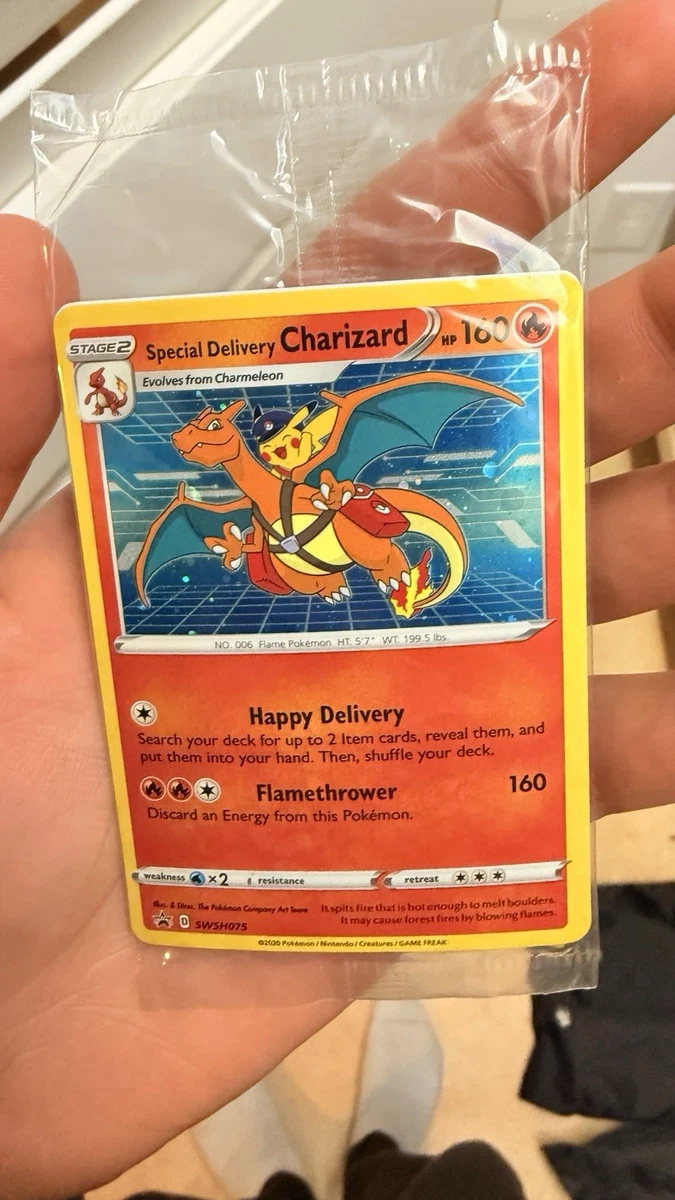 STAGE2 Special Delivery Charizard HP 160
Evolves from Charmeleon
NO. 006 Flame Pokémon HT: 5'7" WT: 199.5 lbs.
Happy Delivery
Search your deck for up to 2 Item cards, reveal them, and
put them into your hand. Then, shuffle your deck.
Flamethrower 160
Discard an Energy from this Pokémon.
weakness ×2 resistance retreat
Illus. & Direc. The Pokémon Company Art Team
It spits fire that is hot enough to melt boulders.
It may cause forest fires by blowing flames.
D SWSH075
©2020 Pokémon / Nintendo / Creatures / GAME FREAK